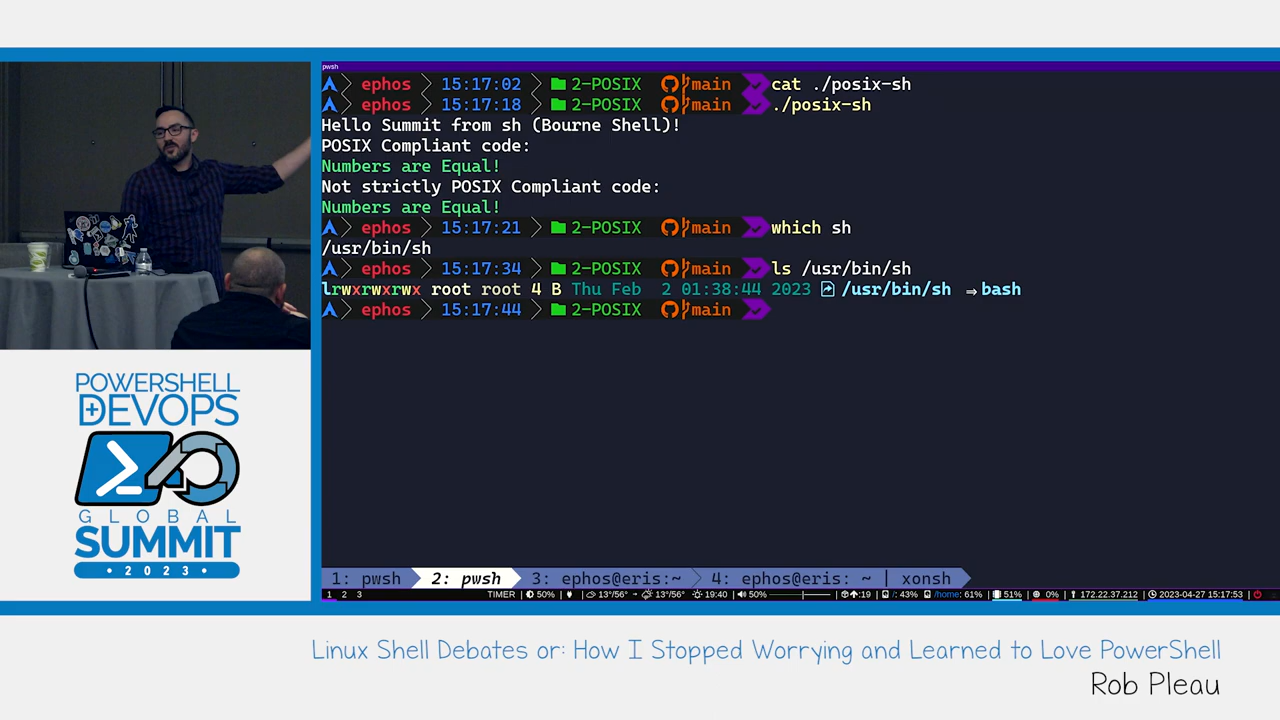 pwsh
ephos 15:17:02 2-POSIX main cat ./posix-sh
ephos 15:17:18 2-POSIX main ./posix-sh
Hello Summit from sh (Bourne Shell)!
POSIX Compliant code:
Numbers are Equal!
Not strictly POSIX Compliant code:
Numbers are Equal!
ephos 15:17:21 2-POSIX main which sh
/usr/bin/sh
ephos 15:17:34 2-POSIX main ls /usr/bin/sh
lrwxrwxrwx root root 4 B Thu Feb 2 01:38:44 2023 /usr/bin/sh ⇒ bash
ephos 15:17:44 2-POSIX main
1: pwsh 2: pwsh 3: ephos@eris:~ 4: ephos@eris: ~ | xonsh
1 2 3 TIMER | 50% | | 13°/56° → 13°/56° 19:40 | 50% | :19 | /: 43% | /home: 61% | 51% | 0% | 172.22.37.212 | 2023-04-27 15:17:53 |
POWERSHELL
+DEVOPS
GLOBAL
SUMMIT
• 2023 •
Linux Shell Debates or: How I Stopped Worrying and Learned to Love PowerShell
Rob Pleau